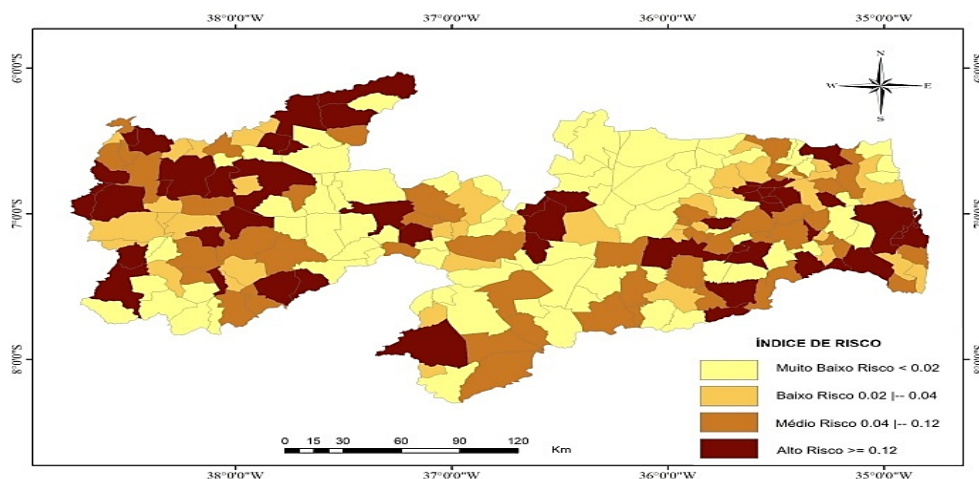 38°0'0"W 37°0'0"W 36°0'0"W 35°0'0"W
N
W E
S
6°0'0"S
7°0'0"S
8°0'0"S
ÍNDICE DE RISCO
Muito Baixo Risco < 0.02
Baixo Risco 0.02 |-- 0.04
Médio Risco 0.04 |-- 0.12
Alto Risco >= 0.12
0 15 30 60 90 120
Km
38°0'0"W 37°0'0"W 36°0'0"W 35°0'0"W